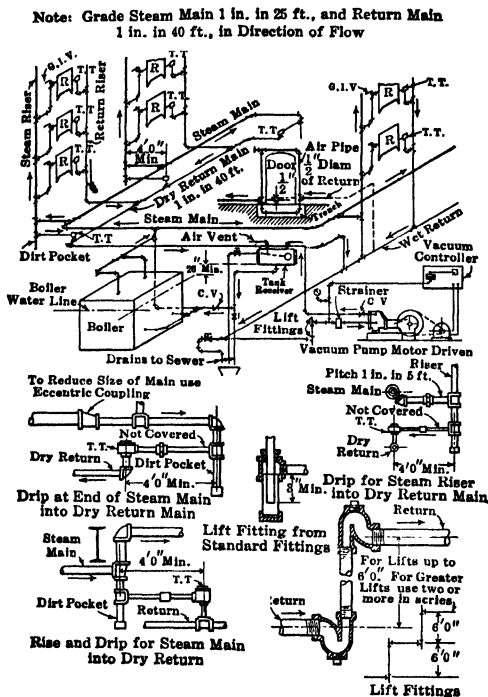 Note: Grade Steam Main 1 in. in 25 ft., and Return Main
1 in. in 40 ft., in Direction of Flow
G.I.V.
T.T.
R
T.T.
R
T.T.
R
T.T.
Steam Riser
Return Riser
R
R
4'0"
Min
Steam Main
T.T.
Dry Return Main
1 in. in 40 ft.
Air Pipe
1/2" Diam
of Return
Door
1/2"
Trench
G.I.V.
R
T.T.
R
T.T.
Steam Main
T.T
Dirt Pocket
Air Vent
26" Min.
Tank
Receiver
Wet Return
Vacuum
Controller
Boiler
Water Line
Boiler
C.V.
Strainer
C V
Lift
Fittings
Drains to Sewer
Vacuum Pump Motor Driven
To Reduce Size of Main use
Eccentric Coupling
Not Covered
T.T.
Dry Return
Dirt Pocket
4'0"Min.
Drip at End of Steam Main
into Dry Return Main
Riser
Pitch 1 in. in 5 ft.
Steam Main
Not Covered
T.T.
Dry
Return
4'0"Min.
Drip for Steam Riser
into Dry Return Main
Min.
Lift Fitting from
Standard Fittings
Steam
Main
4'0"Min.
T.T
Dirt Pocket
Return
Rise and Drip for Steam Main
into Dry Return
Return
For Lifts up to
6'0." For Greater
Lifts use two or
more in series
eturn
6'0"
6'0"
Lift Fittings